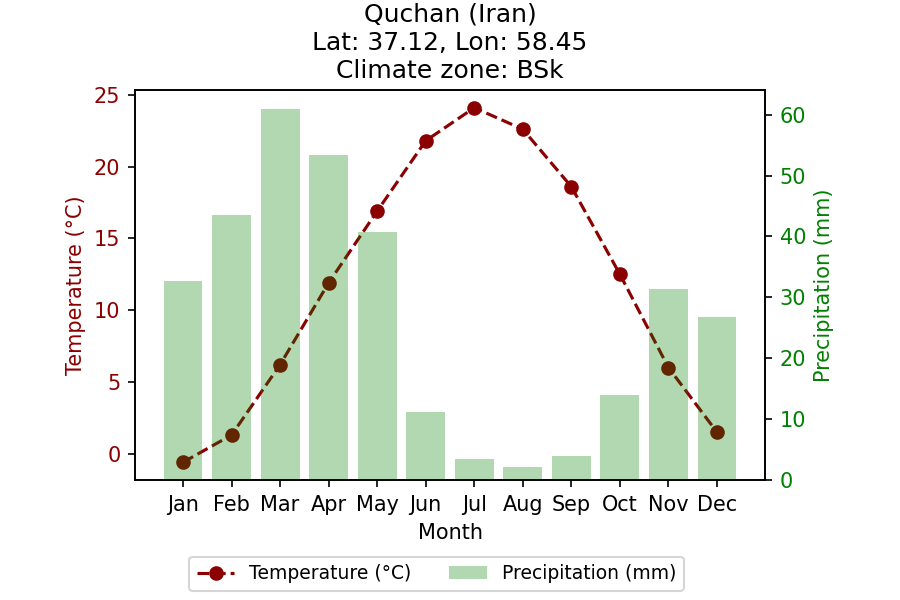 Quchan (Iran)
Lat: 37.12, Lon: 58.45
Climate zone: BSk
25
20
15
10
5
0
Temperature (°C)
60
50
40
30
20
10
0
Precipitation (mm)
Jan Feb Mar Apr May Jun Jul Aug Sep Oct Nov Dec
Month
Temperature (°C) Precipitation (mm)